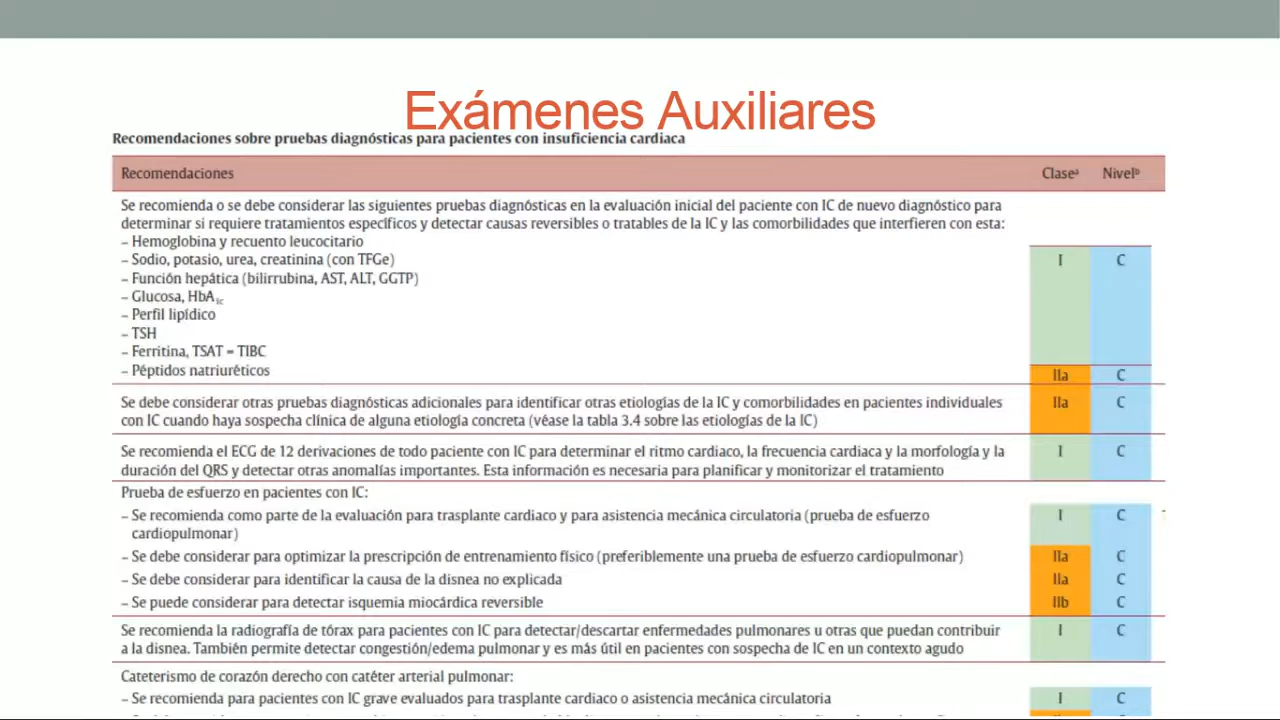 Exámenes Auxiliares
Recomendaciones sobre pruebas diagnósticas para pacientes con insuficiencia cardiaca
Recomendaciones Claseᵃ Nivelᵇ
Se recomienda o se debe considerar las siguientes pruebas diagnósticas en la evaluación inicial del paciente con IC de nuevo diagnóstico para
determinar si requiere tratamientos específicos y detectar causas reversibles o tratables de la IC y las comorbilidades que interfieren con esta:
– Hemoglobina y recuento leucocitario
– Sodio, potasio, urea, creatinina (con TFGe) I C
– Función hepática (bilirrubina, AST, ALT, GGTP)
– Glucosa, HbA1c
– Perfil lipídico
– TSH
– Ferritina, TSAT = TIBC
– Péptidos natriuréticos IIa C
Se debe considerar otras pruebas diagnósticas adicionales para identificar otras etiologías de la IC y comorbilidades en pacientes individuales IIa C
con IC cuando haya sospecha clínica de alguna etiología concreta (véase la tabla 3.4 sobre las etiologías de la IC)
Se recomienda el ECG de 12 derivaciones de todo paciente con IC para determinar el ritmo cardiaco, la frecuencia cardiaca y la morfología y la I C
duración del QRS y detectar otras anomalías importantes. Esta información es necesaria para planificar y monitorizar el tratamiento
Prueba de esfuerzo en pacientes con IC:
– Se recomienda como parte de la evaluación para trasplante cardiaco y para asistencia mecánica circulatoria (prueba de esfuerzo I C
cardiopulmonar)
– Se debe considerar para optimizar la prescripción de entrenamiento físico (preferiblemente una prueba de esfuerzo cardiopulmonar) IIa C
– Se debe considerar para identificar la causa de la disnea no explicada IIa C
– Se puede considerar para detectar isquemia miocárdica reversible IIb C
Se recomienda la radiografía de tórax para pacientes con IC para detectar/descartar enfermedades pulmonares u otras que puedan contribuir I C
a la disnea. También permite detectar congestión/edema pulmonar y es más útil en pacientes con sospecha de IC en un contexto agudo
Cateterismo de corazón derecho con catéter arterial pulmonar:
– Se recomienda para pacientes con IC grave evaluados para trasplante cardiaco o asistencia mecánica circulatoria I C